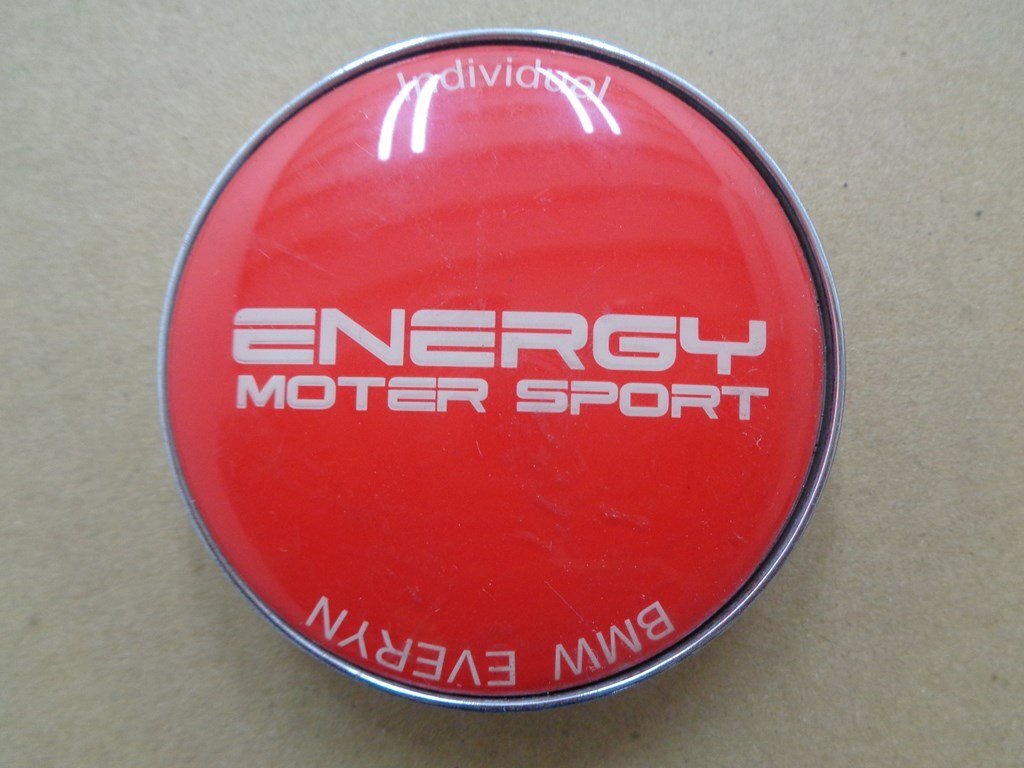 Individual
ENERGY
MOTER SPORT
BMW EVERYN